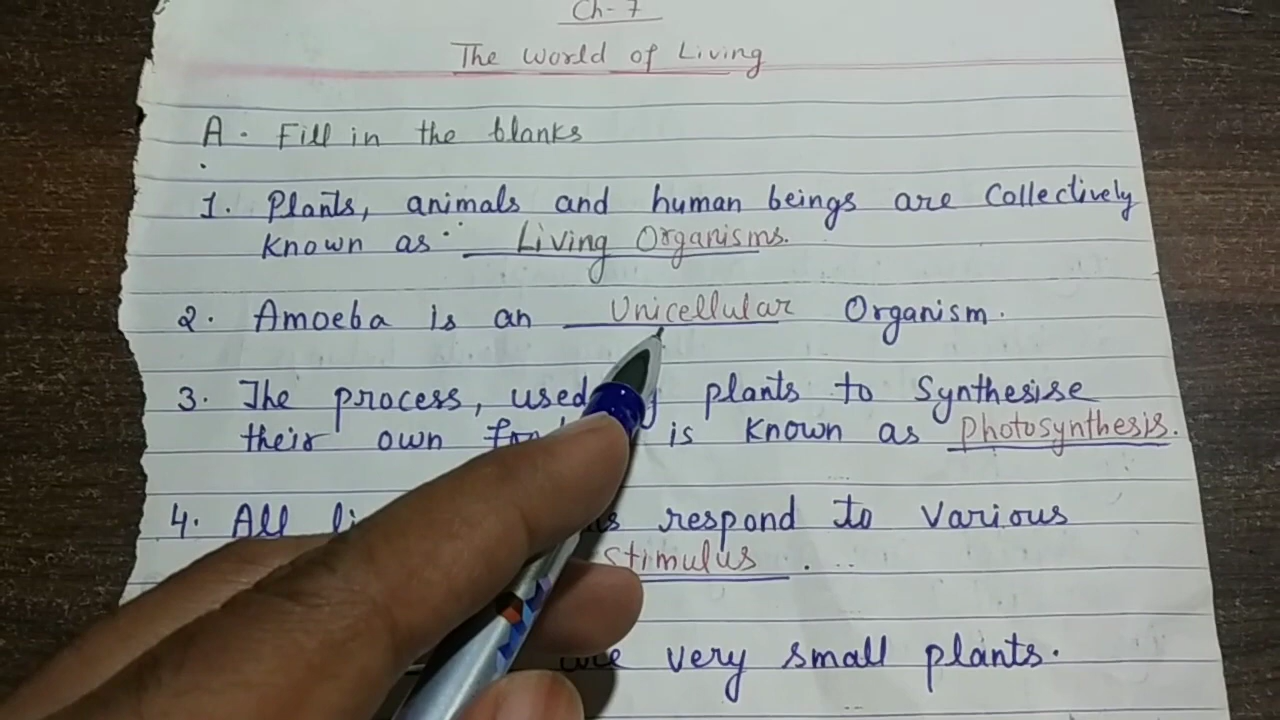 Ch-7
The World of Living
A. Fill in the blanks
1. Plants, animals and human beings are Collectively
known as Living Organisms.
2. Amoeba is an Unicellular Organism.
3. The process, used plants to Synthesise
their own is known as Photosynthesis.
4. All respond to various
stimulus.
very small plants.